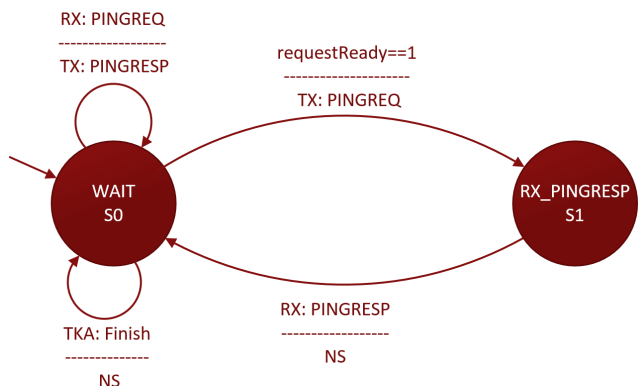 RX: PINGREQ
------------------
TX: PINGRESP
requestReady==1
---------------------
TX: PINGREQ
WAIT
S0
RX_PINGRESP
S1
TKA: Finish
--------------
NS
RX: PINGRESP
------------------
NS